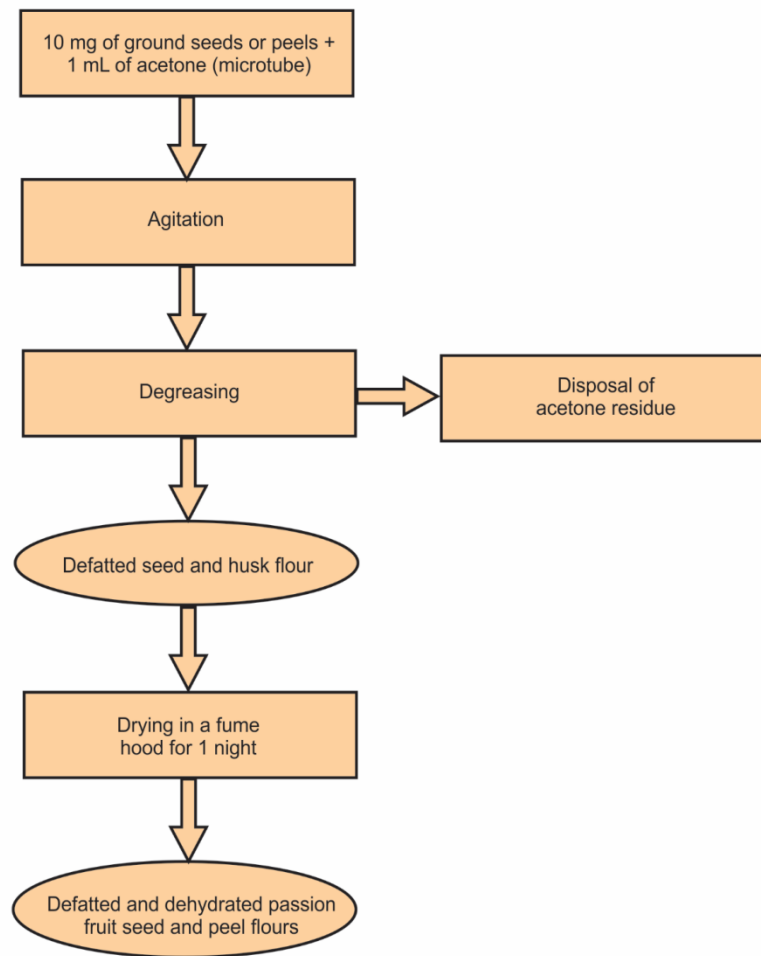 10 mg of ground seeds or peels +
1 mL of acetone (microtube)
Agitation
Degreasing
Disposal of
acetone residue
Defatted seed and husk flour
Drying in a fume
hood for 1 night
Defatted and dehydrated passion
fruit seed and peel flours